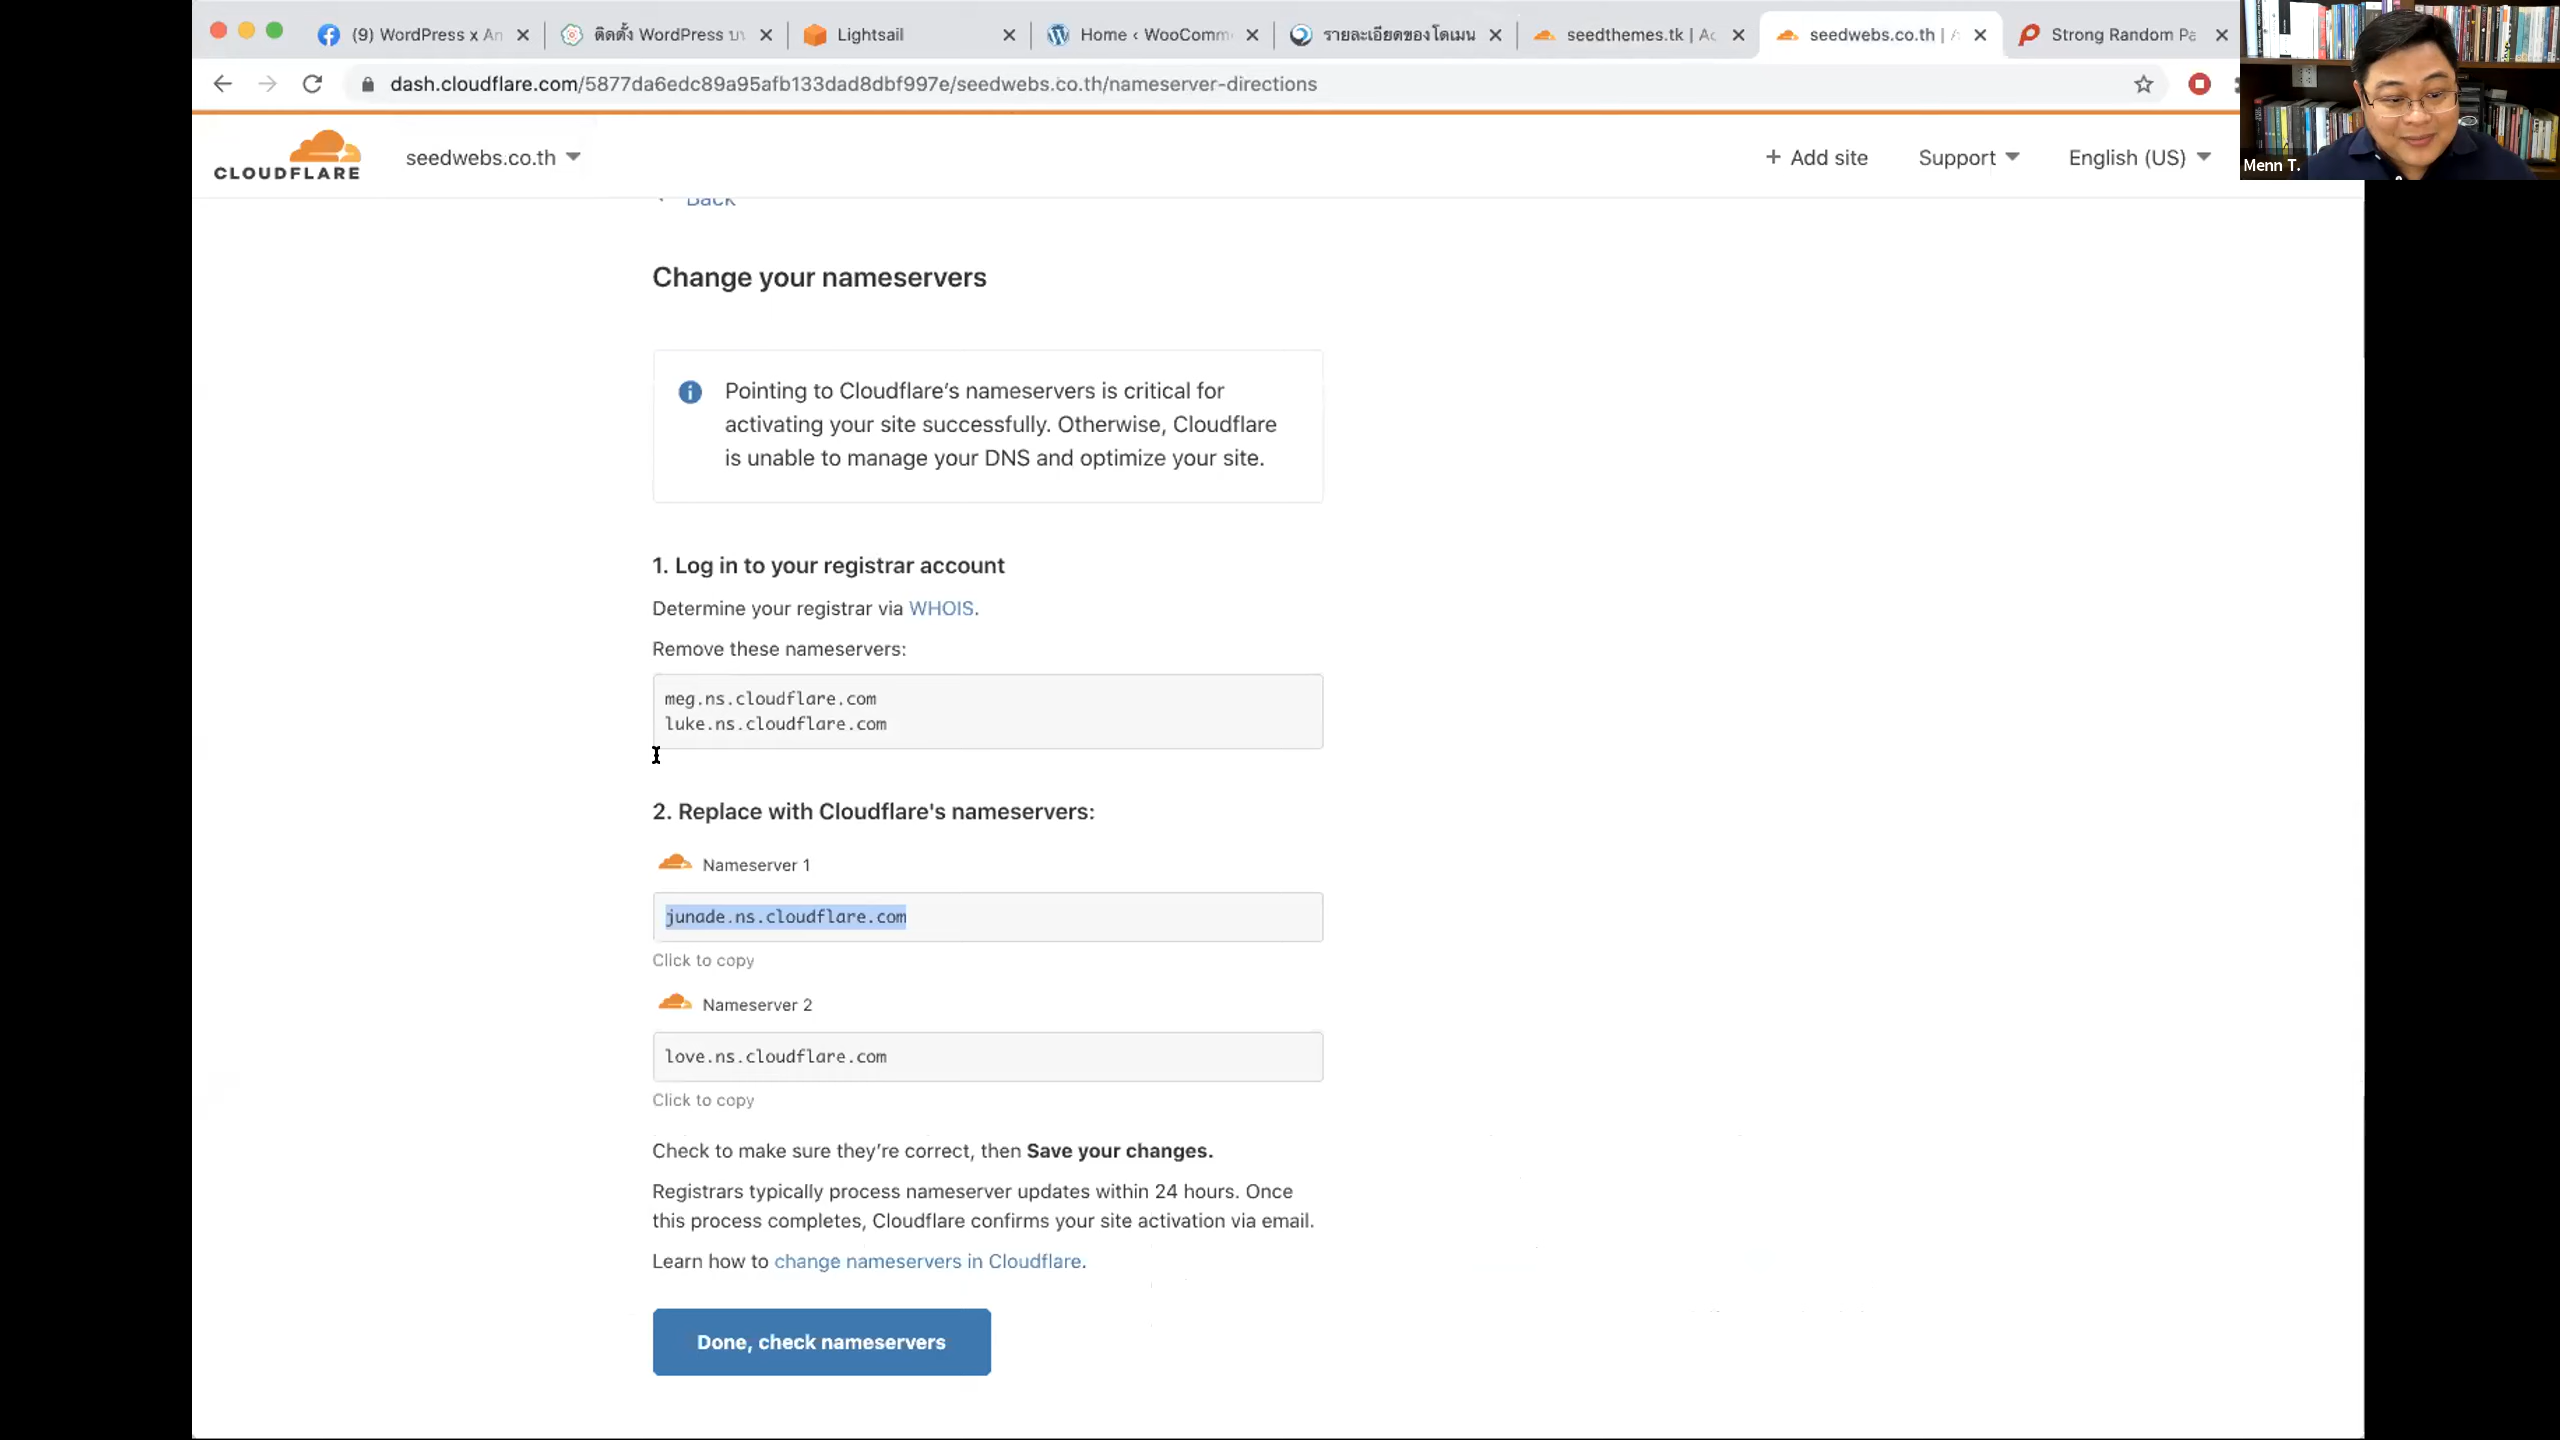 (9) WordPress x An
ติดตั้ง WordPress บน
Lightsail
Home ‹ WooComm
รายละเอียดของโดเมน
seedthemes.tk | Ac
seedwebs.co.th |
Strong Random Pa
dash.cloudflare.com/5877da6edc89a95afb133dad8dbf997e/seedwebs.co.th/nameserver-directions
Menn T.
CLOUDFLARE
seedwebs.co.th
+ Add site
Support
English (US)
Back
Change your nameservers
Pointing to Cloudflare’s nameservers is critical for
activating your site successfully. Otherwise, Cloudflare
is unable to manage your DNS and optimize your site.
1. Log in to your registrar account
Determine your registrar via WHOIS.
Remove these nameservers:
meg.ns.cloudflare.com
luke.ns.cloudflare.com
2. Replace with Cloudflare's nameservers:
Nameserver 1
junade.ns.cloudflare.com
Click to copy
Nameserver 2
love.ns.cloudflare.com
Click to copy
Check to make sure they’re correct, then Save your changes.
Registrars typically process nameserver updates within 24 hours. Once
this process completes, Cloudflare confirms your site activation via email.
Learn how to change nameservers in Cloudflare.
Done, check nameservers